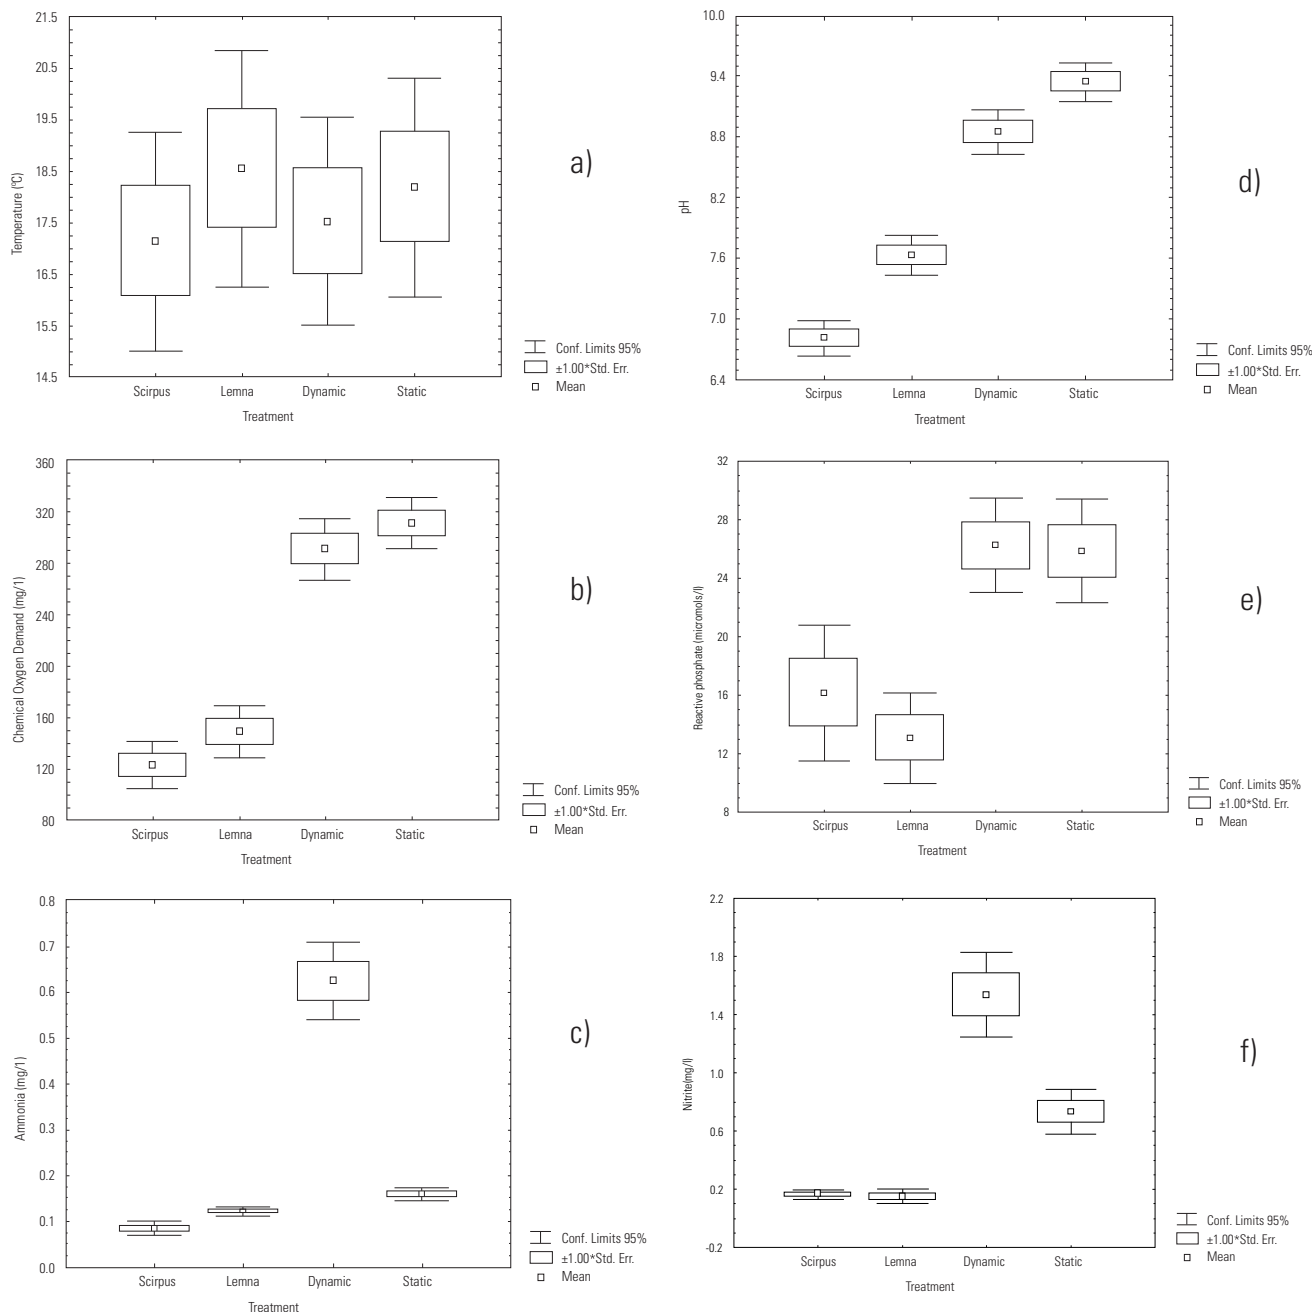 21.5
20.5
19.5
18.5
17.5
16.5
15.5
14.5
Temperature (ºC)
Scirpus Lemna Dynamic Static
Treatment
a)
Conf. Limits 95%
±1.00*Std. Err.
Mean
10.0
9.4
8.8
8.2
7.6
7.0
6.4
pH
Scirpus Lemna Dynamic Static
Treatment
d)
Conf. Limits 95%
±1.00*Std. Err.
Mean
360
320
280
240
200
160
120
80
Chemical Oxygen Demand (mg/1)
Scirpus Lemna Dynamic Static
Treatment
b)
Conf. Limits 95%
±1.00*Std. Err.
Mean
32
28
24
20
16
12
8
Reactive phosphate (micromols/l)
Scirpus Lemna Dynamic Static
Treatment
e)
Conf. Limits 95%
±1.00*Std. Err.
Mean
0.8
0.7
0.6
0.5
0.4
0.3
0.2
0.1
0.0
Ammonia (mg/1)
Scirpus Lemna Dynamic Static
Treatment
c)
Conf. Limits 95%
±1.00*Std. Err.
Mean
2.2
1.8
1.4
1.0
0.6
0.2
-0.2
Nitrite(mg/l)
Scirpus Lemna Dynamic Static
Treatment
f)
Conf. Limits 95%
±1.00*Std. Err.
Mean